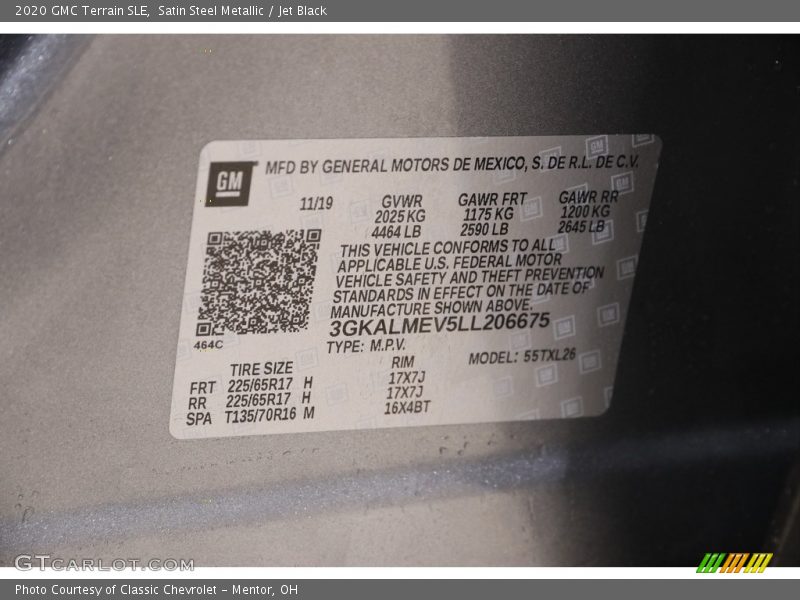 2020 GMC Terrain SLE, Satin Steel Metallic / Jet Black
GM MFD BY GENERAL MOTORS DE MEXICO, S. DE R.L. DE C.V.
11/19 GVWR GAWR FRT GAWR RR
2025 KG 1175 KG 1200 KG
4464 LB 2590 LB 2645 LB
THIS VEHICLE CONFORMS TO ALL
APPLICABLE U.S. FEDERAL MOTOR
VEHICLE SAFETY AND THEFT PREVENTION
STANDARDS IN EFFECT ON THE DATE OF
MANUFACTURE SHOWN ABOVE.
3GKALMEV5LL206675
464C
TYPE: M.P.V. MODEL: 55TXL26
TIRE SIZE RIM
FRT 225/65R17 H 17X7J
RR 225/65R17 H 17X7J
SPA T135/70R16 M 16X4BT
GTCARLOT.COM
Photo Courtesy of Classic Chevrolet - Mentor, OH